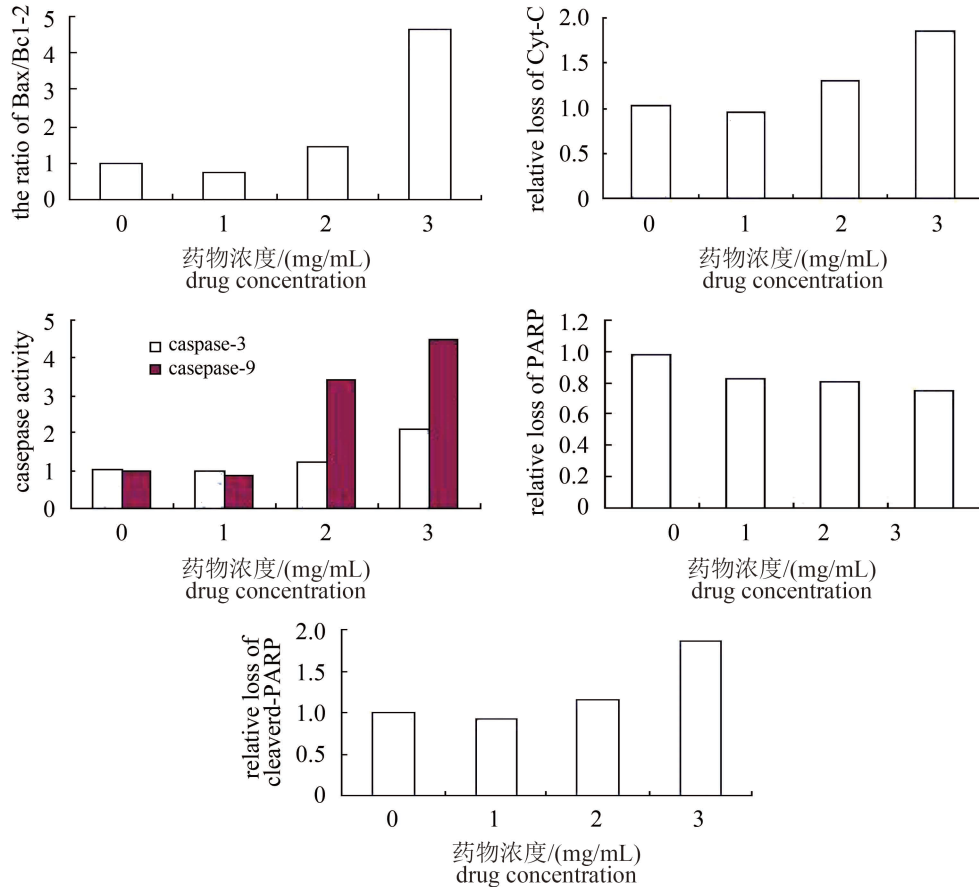 the ratio of Bax/Bc1-2
5
4
3
2
1
0
0 1 2 3
药物浓度/(mg/mL)
drug concentration
relative loss of Cyt-C
2.0
1.5
1.0
0.5
0
0 1 2 3
药物浓度/(mg/mL)
drug concentration
casepase activity
5
4
3
2
1
0
caspase-3
casepase-9
0 1 2 3
药物浓度/(mg/mL)
drug concentration
relative loss of PARP
1.2
1.0
0.8
0.6
0.4
0.2
0
0 1 2 3
药物浓度/(mg/mL)
drug concentration
relative loss of
cleaverd-PARP
2.0
1.5
1.0
0.5
0
0 1 2 3
药物浓度/(mg/mL)
drug concentration